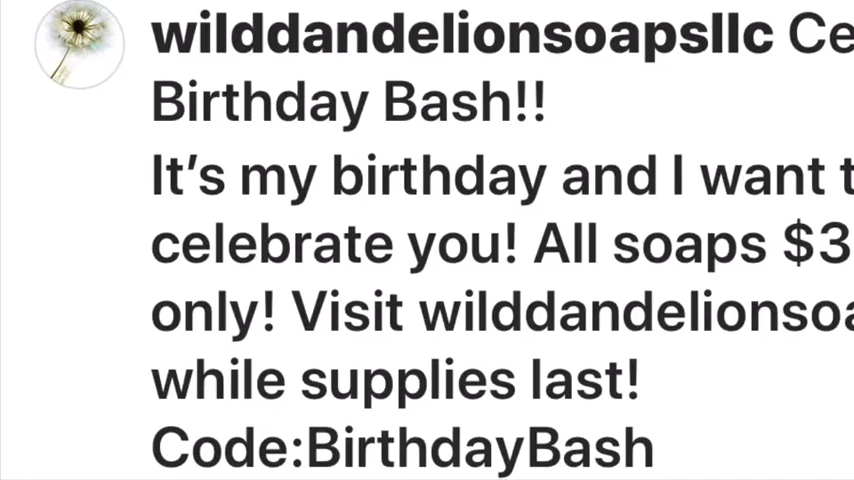 wilddandelionsoapsllc
Birthday Bash!!
It's my birthday and I want
celebrate you! All soaps $3
only! Visit
while supplies last!
Code:BirthdayBash